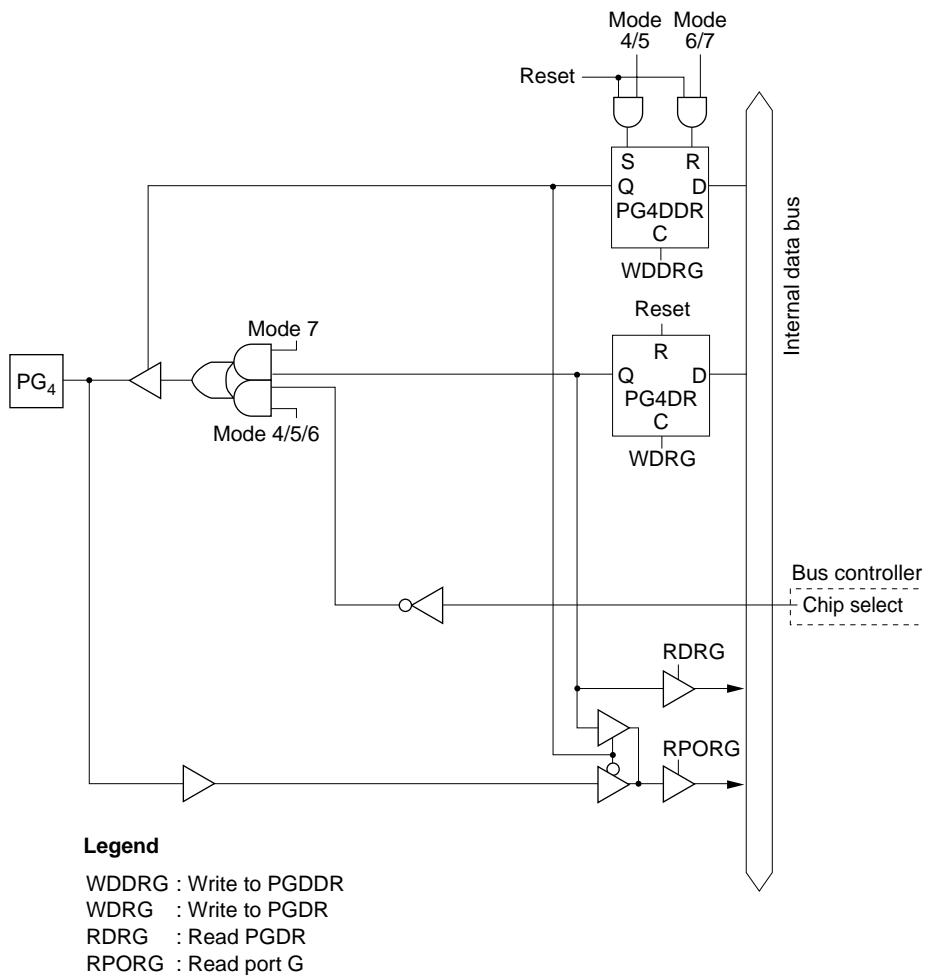 Mode
4/5
Mode
6/7
Reset
S R
Q D
PG4DDR
C
WDDRG
Internal data bus
Reset
R
Q D
PG4DR
C
WDRG
Mode 7
PG4
Mode 4/5/6
Bus controller
Chip select
RDRG
RPORG
Legend
WDDRG : Write to PGDDR
WDRG : Write to PGDR
RDRG : Read PGDR
RPORG : Read port G